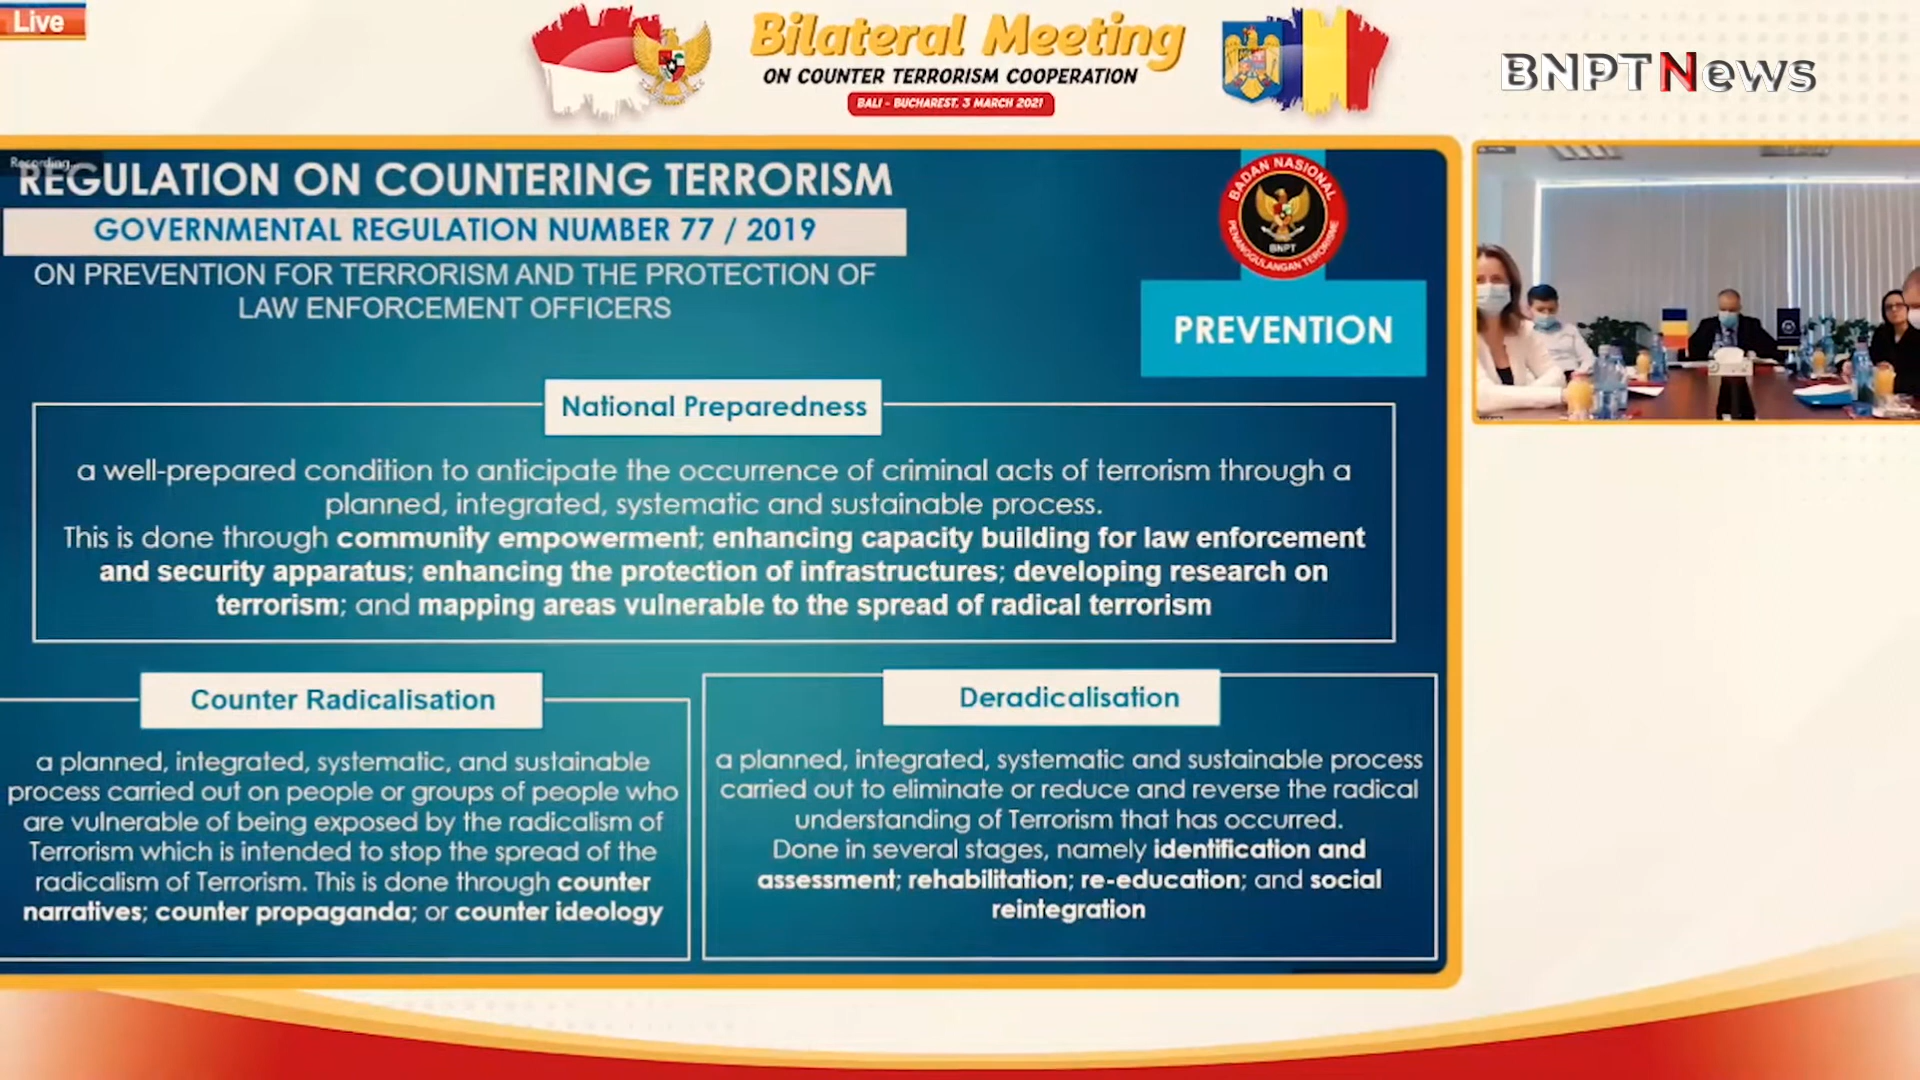 Live
Bilateral Meeting
ON COUNTER TERRORISM COOPERATION
BALI - BUCHAREST, 3 MARCH 2021
BNPT News
Recording...
REGULATION ON COUNTERING TERRORISM
GOVERNMENTAL REGULATION NUMBER 77 / 2019
ON PREVENTION FOR TERRORISM AND THE PROTECTION OF
LAW ENFORCEMENT OFFICERS
BADAN NASIONAL
BNPT
PENANGGULANGAN TERORISME
PREVENTION
National Preparedness
a well-prepared condition to anticipate the occurrence of criminal acts of terrorism through a
planned, integrated, systematic and sustainable process.
This is done through community empowerment; enhancing capacity building for law enforcement
and security apparatus; enhancing the protection of infrastructures; developing research on
terrorism; and mapping areas vulnerable to the spread of radical terrorism
Counter Radicalisation
a planned, integrated, systematic, and sustainable
process carried out on people or groups of people who
are vulnerable of being exposed by the radicalism of
Terrorism which is intended to stop the spread of the
radicalism of Terrorism. This is done through counter
narratives; counter propaganda; or counter ideology
Deradicalisation
a planned, integrated, systematic and sustainable process
carried out to eliminate or reduce and reverse the radical
understanding of Terrorism that has occurred.
Done in several stages, namely identification and
assessment; rehabilitation; re-education; and social
reintegration